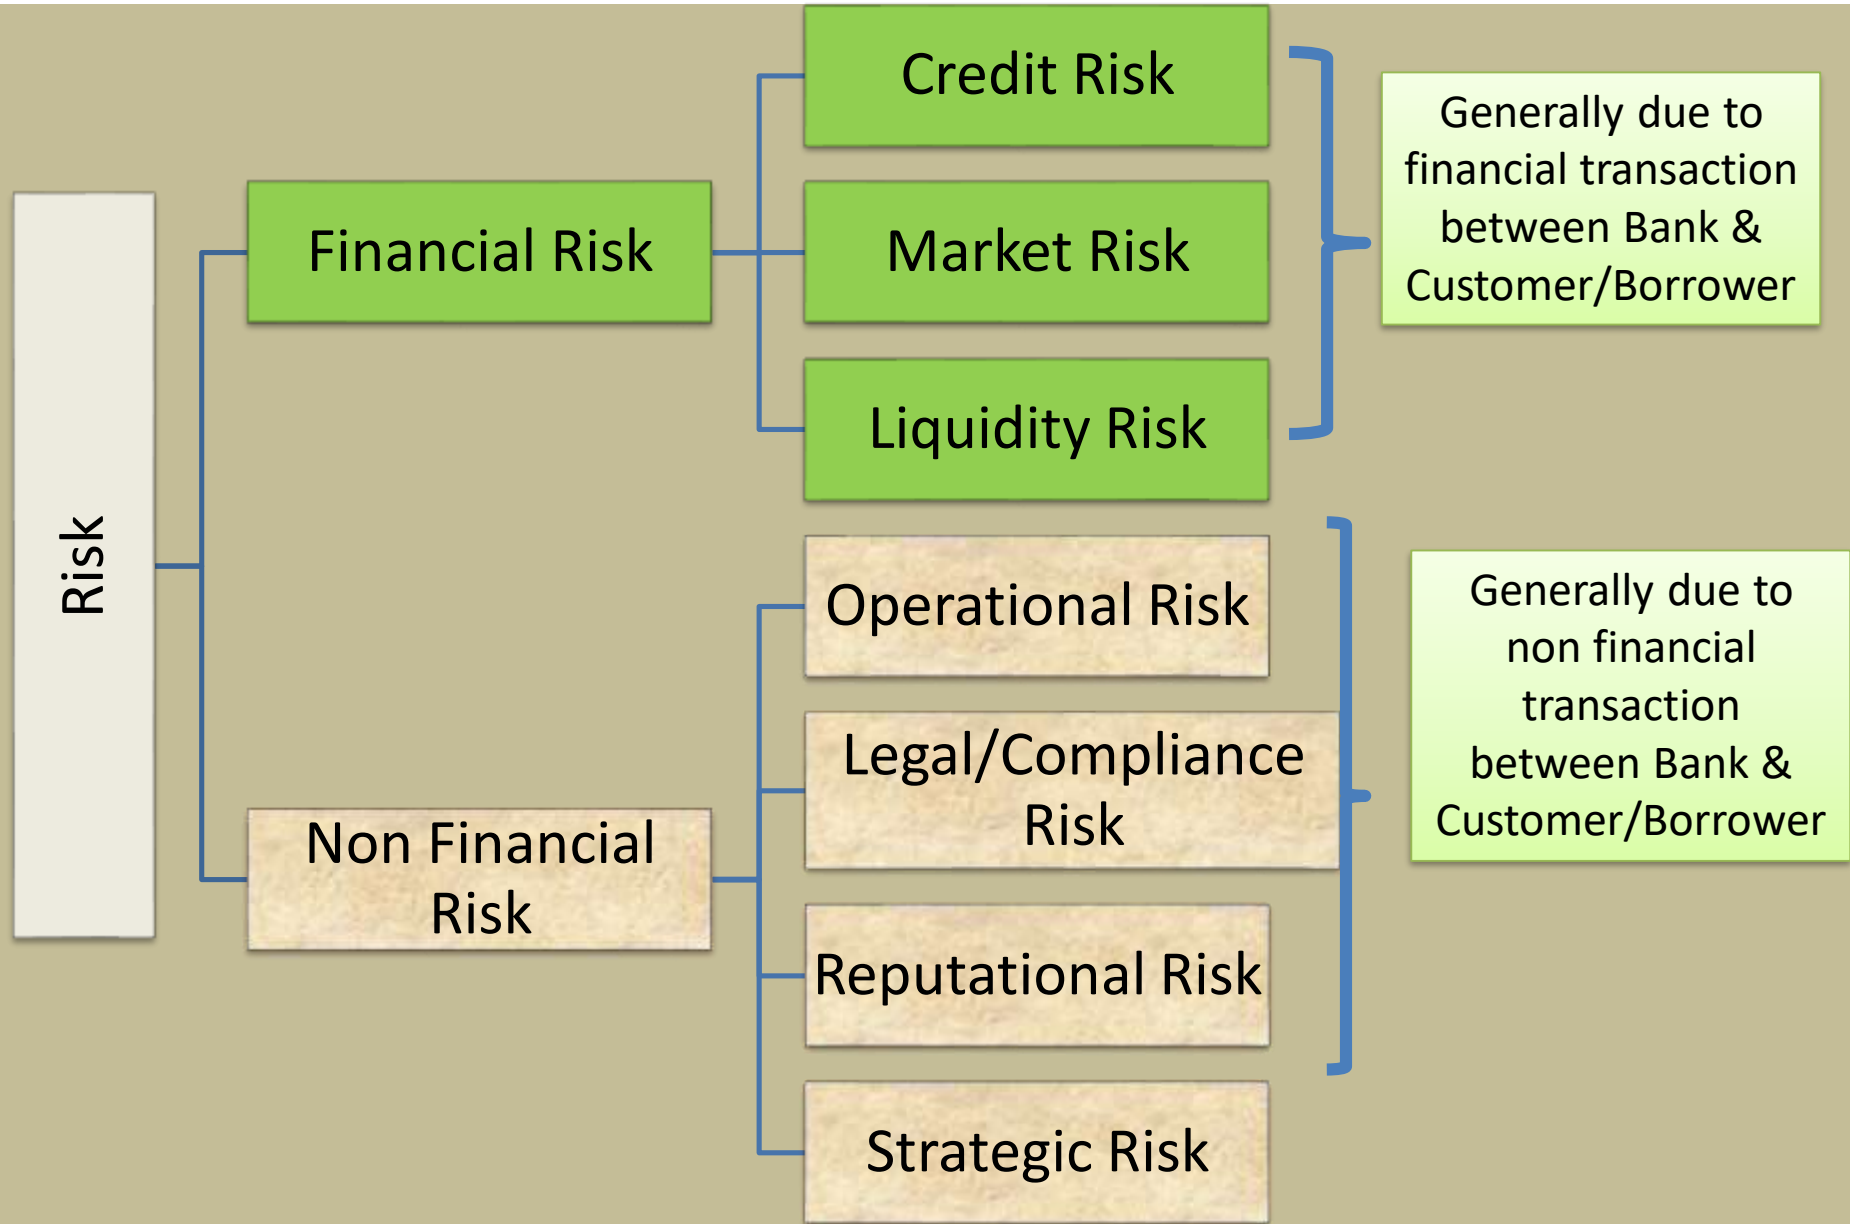 Risk
Financial Risk
Credit Risk
Market Risk
Liquidity Risk
Generally due to
financial transaction
between Bank &
Customer/Borrower
Non Financial
Risk
Operational Risk
Legal/Compliance
Risk
Reputational Risk
Strategic Risk
Generally due to
non financial
transaction
between Bank &
Customer/Borrower